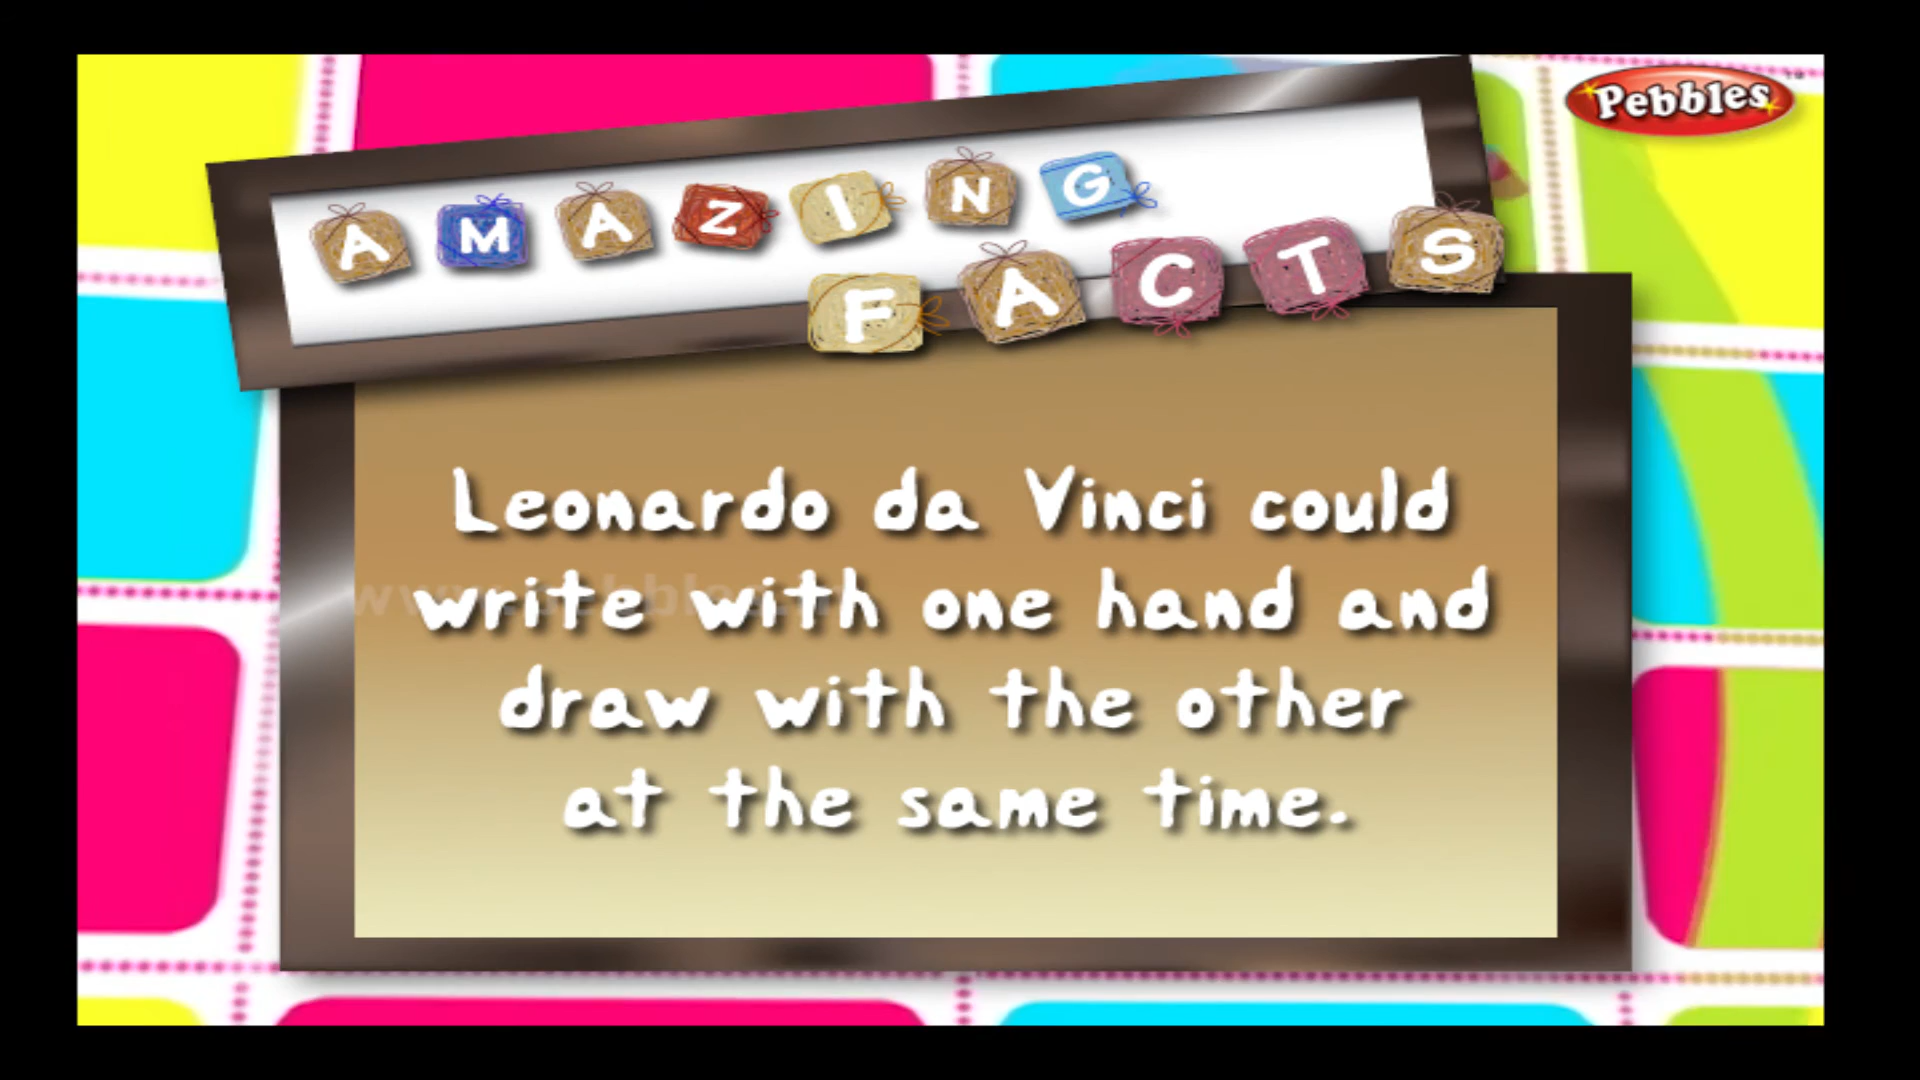 Pebbles
AMAZING
FACTS
Leonardo da Vinci could
write with one hand and
draw with the other
at the same time.